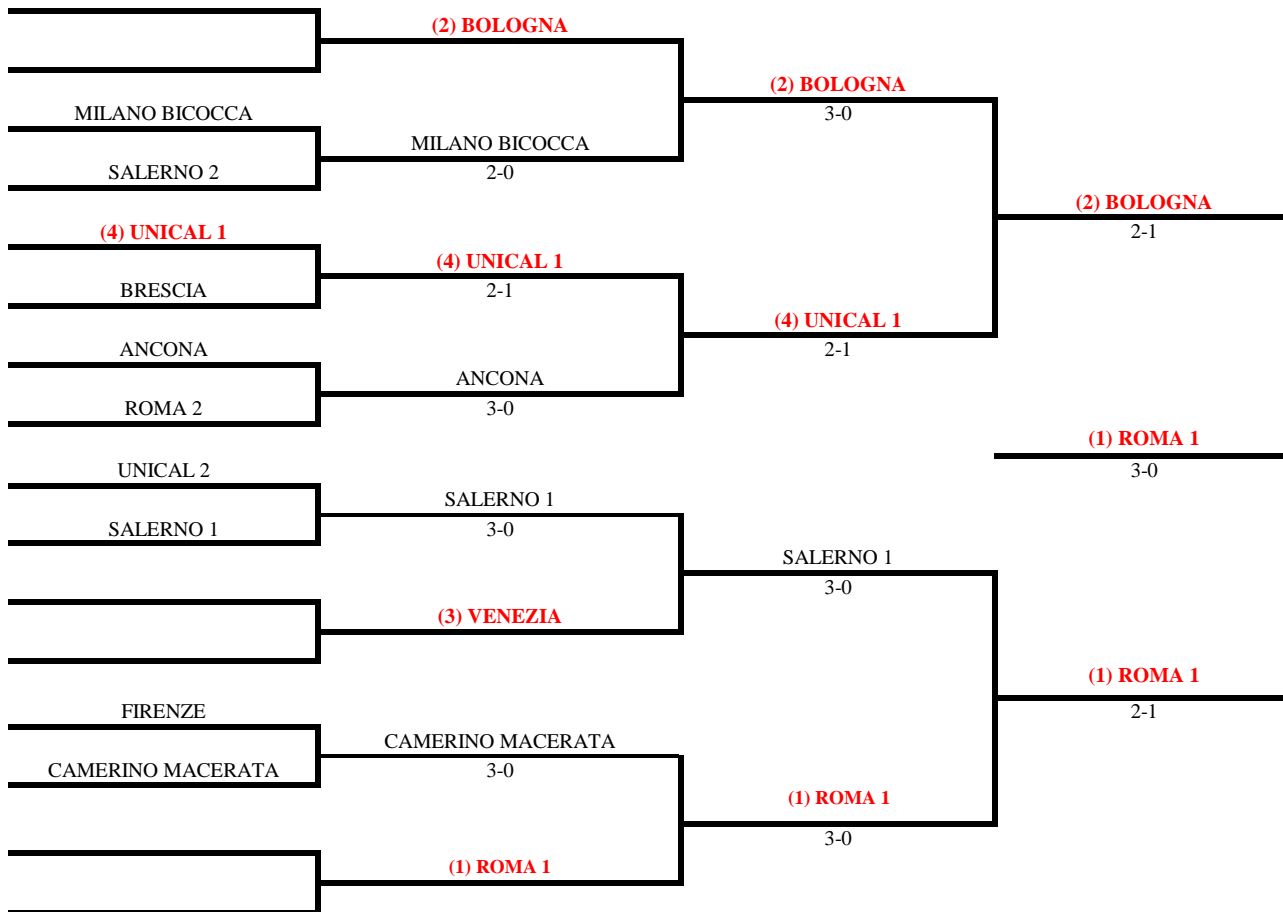 (2) BOLOGNA
MILANO BICOCCA
SALERNO 2
(4) UNICAL 1
BRESCIA
ANCONA
ROMA 2
UNICAL 2
SALERNO 1
FIRENZE
CAMERINO MACERATA
MILANO BICOCCA
2-0
(4) UNICAL 1
2-1
ANCONA
3-0
SALERNO 1
3-0
(3) VENEZIA
CAMERINO MACERATA
3-0
(1) ROMA 1
(2) BOLOGNA
3-0
(4) UNICAL 1
2-1
SALERNO 1
3-0
(1) ROMA 1
3-0
(2) BOLOGNA
2-1
(1) ROMA 1
3-0
(1) ROMA 1
2-1